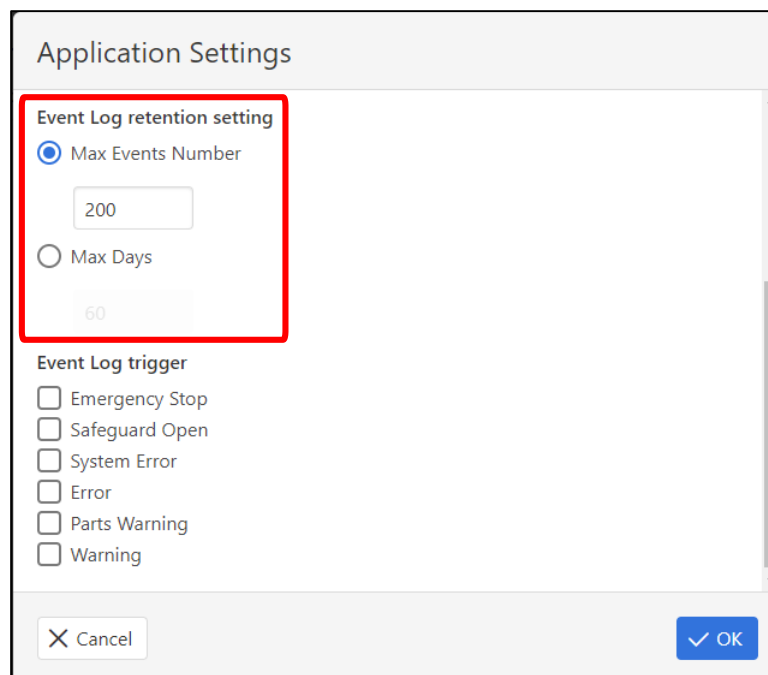 Application Settings
Event Log retention setting
Max Events Number
200
Max Days
60
Event Log trigger
Emergency Stop
Safeguard Open
System Error
Error
Parts Warning
Warning
Cancel
OK